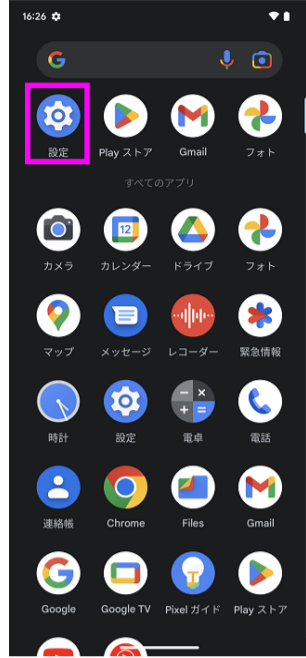 16:26
設定 Play ストア Gmail フォト
すべてのアプリ
カメラ カレンダー ドライブ フォト
マップ メッセージ レコーダー 緊急情報
時計 設定 電卓 電話
連絡帳 Chrome Files Gmail
Google Google TV Pixel ガイド Play ストア